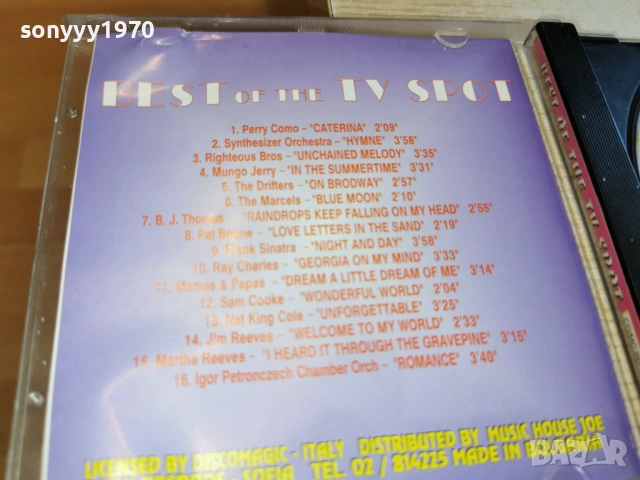 sonyyy1970
BEST OF THE TV SPOT
1. Perry Como - "CATERINA" 2'09"
2. Synthesizer Orchestra - "HYMNE" 3'58"
3. Righteous Bros - "UNCHAINED MELODY" 3'35"
4. Mungo Jerry - "IN THE SUMMERTIME" 3'31"
5. The Drifters - "ON BRODWAY" 2'57"
6. The Marcels - "BLUE MOON" 2'10"
7. B. J. Thomas - "RAINDROPS KEEP FALLING ON MY HEAD" 2'55"
8. Pat Boone - "LOVE LETTERS IN THE SAND" 2'19"
9. Frank Sinatra - "NIGHT AND DAY" 3'58"
10. Ray Charles - "GEORGIA ON MY MIND" 3'33"
11. Mamas & Papas - "DREAM A LITTLE DREAM OF ME" 3'14"
12. Sam Cooke - "WONDERFUL WORLD" 2'04"
13. Nat King Cole - "UNFORGETTABLE" 3'25"
14. Jim Reeves - "WELCOME TO MY WORLD" 2'33"
15. Martha Reeves - "I HEARD IT THROUGH THE GRAVEPINE" 3'15"
16. Igor Petronczech Chamber Orch - "ROMANCE" 3'40"
LICENSED BY DISCOMAGIC - ITALY DISTRIBUTED BY MUSIC HOUSE JOE
RECORDS - SOFIA TEL. 02 / 814225 MADE IN
BEST OF THE TV SPOT
BAZAR